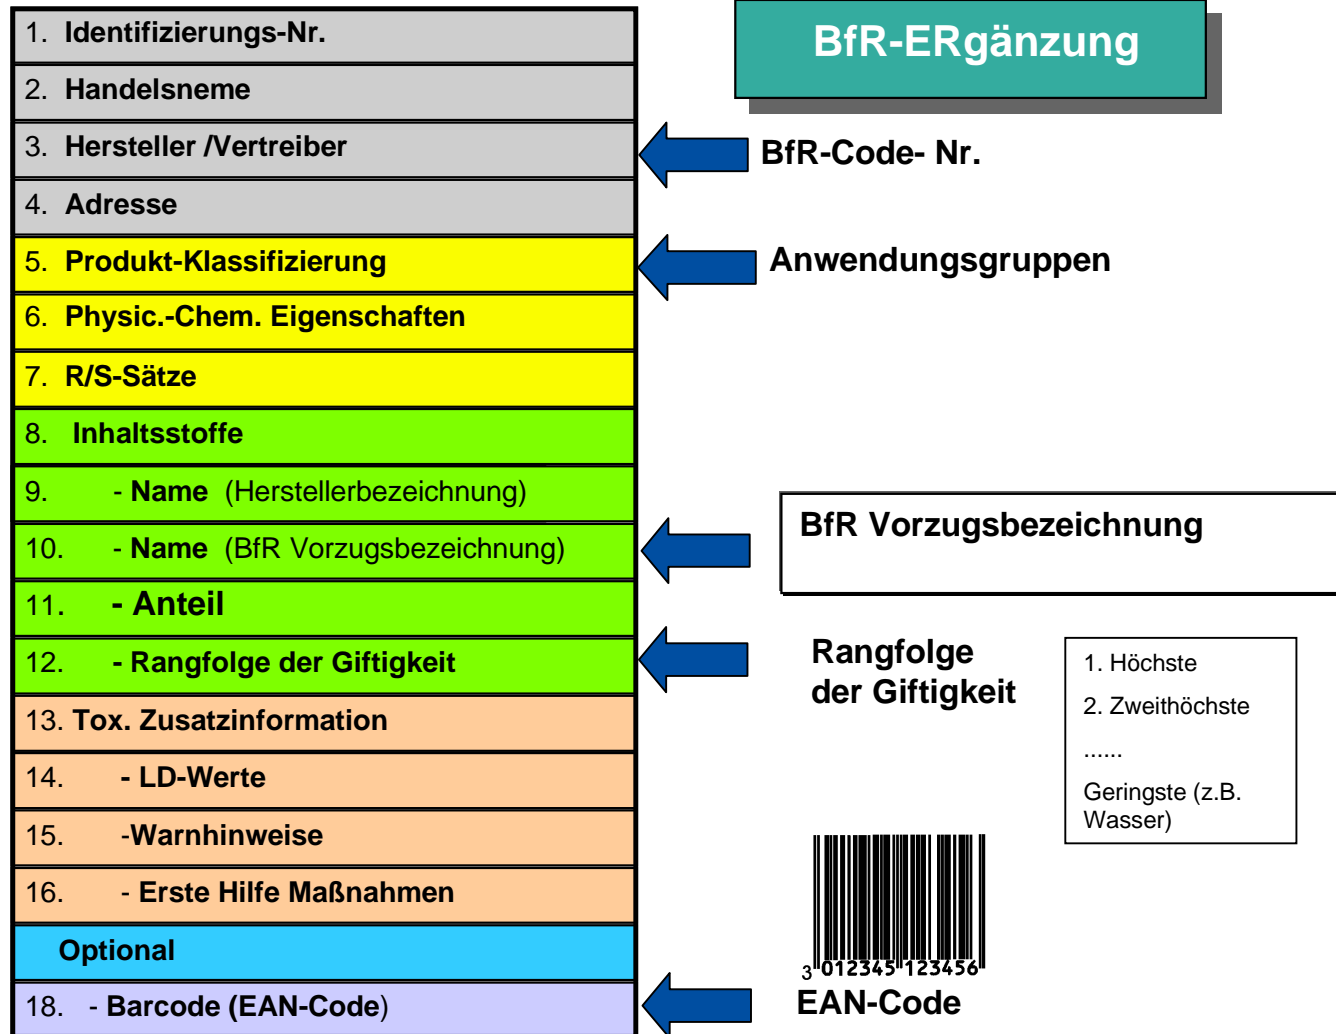 1. Identifizierungs-Nr.
2. Handelsneme
3. Hersteller /Vertreiber
4. Adresse
5. Produkt-Klassifizierung
6. Physic.-Chem. Eigenschaften
7. R/S-Sätze
8. Inhaltsstoffe
9. - Name (Herstellerbezeichnung)
10. - Name (BfR Vorzugsbezeichnung)
11. - Anteil
12. - Rangfolge der Giftigkeit
13. Tox. Zusatzinformation
14. - LD-Werte
15. -Warnhinweise
16. - Erste Hilfe Maßnahmen
Optional
18. - Barcode (EAN-Code)
BfR-ERgänzung
BfR-Code- Nr.
Anwendungsgruppen
BfR Vorzugsbezeichnung
Rangfolge
der Giftigkeit
1. Höchste
2. Zweithöchste
......
Geringste (z.B.
Wasser)
3 012345 123456
EAN-Code